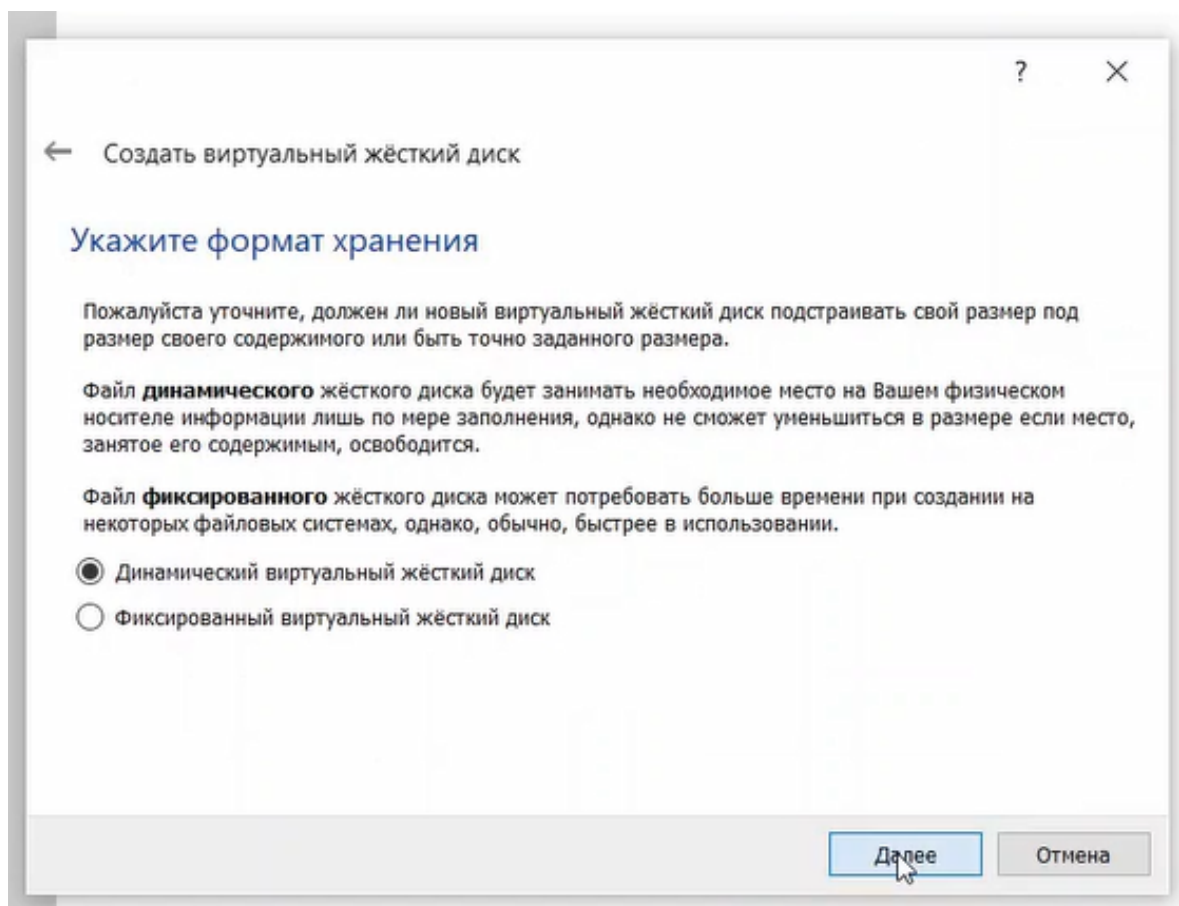 ?
Создать виртуальный жёсткий диск
Укажите формат хранения
Пожалуйста уточните, должен ли новый виртуальный жёсткий диск подстраивать свой размер под
размер своего содержимого или быть точно заданного размера.
Файл динамического жёсткого диска будет занимать необходимое место на Вашем физическом
носителе информации лишь по мере заполнения, однако не сможет уменьшиться в размере если место,
занятое его содержимым, освободится.
Файл фиксированного жёсткого диска может потребовать больше времени при создании на
некоторых файловых системах, однако, обычно, быстрее в использовании.
Динамический виртуальный жёсткий диск
Фиксированный виртуальный жёсткий диск
Далее Отмена